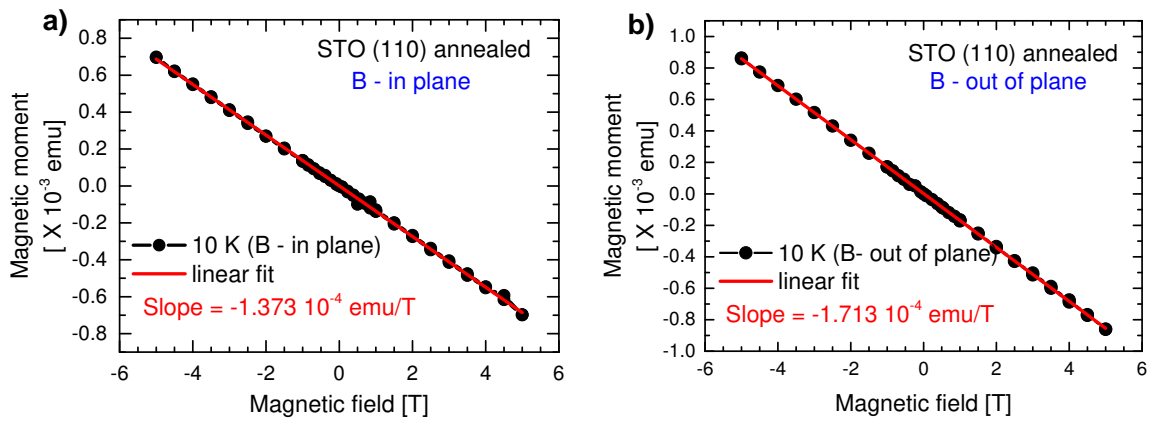 a)
STO (110) annealed
B - in plane
0.8
0.6
0.4
0.2
0.0
-0.2
-0.4
-0.6
-0.8
Magnetic moment
[ X 10⁻³ emu]
10 K (B - in plane)
linear fit
Slope = -1.373 10⁻⁴ emu/T
-6 -4 -2 0 2 4 6
Magnetic field [T]
b)
STO (110) annealed
B - out of plane
1.0
0.8
0.6
0.4
0.2
0.0
-0.2
-0.4
-0.6
-0.8
-1.0
Magnetic moment
[ X 10⁻³ emu]
10 K (B- out of plane)
linear fit
Slope = -1.713 10⁻⁴ emu/T
-6 -4 -2 0 2 4 6
Magnetic field [T]